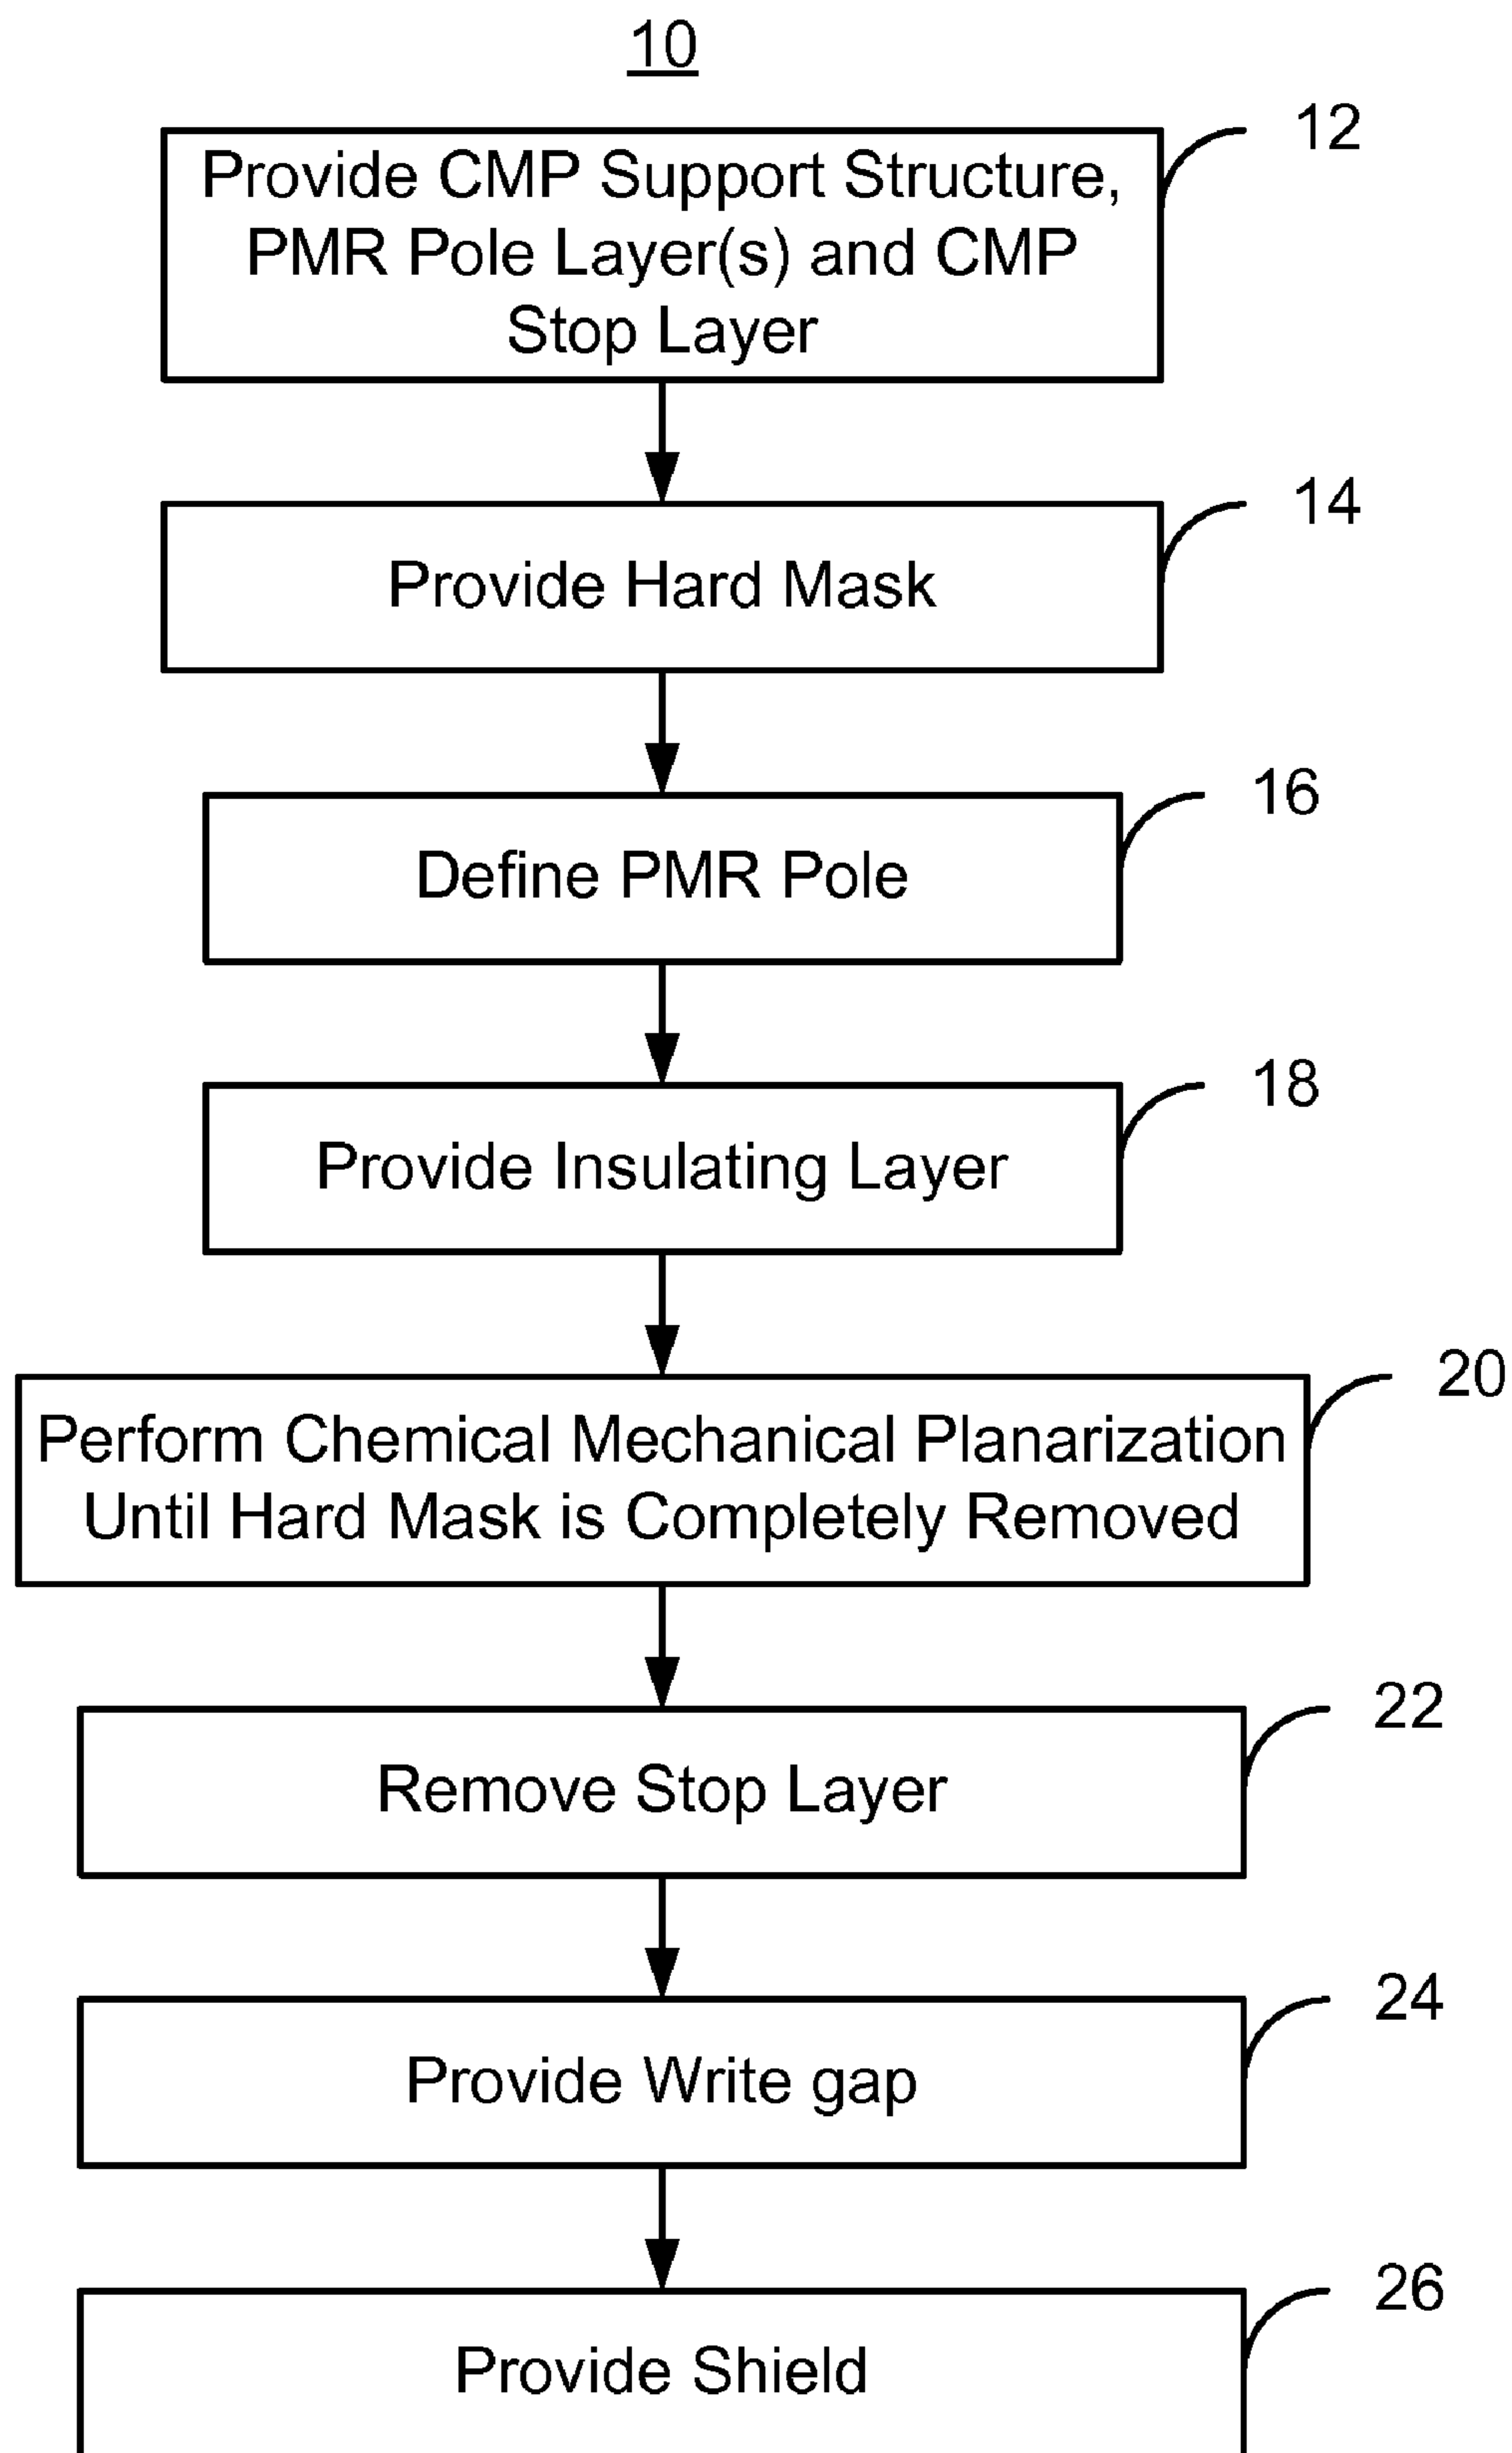 10
12
Provide CMP Support Structure,
PMR Pole Layer(s) and CMP
Stop Layer
14
Provide Hard Mask
16
Define PMR Pole
18
Provide Insulating Layer
20
Perform Chemical Mechanical Planarization
Until Hard Mask is Completely Removed
22
Remove Stop Layer
24
Provide Write gap
26
Provide Shield